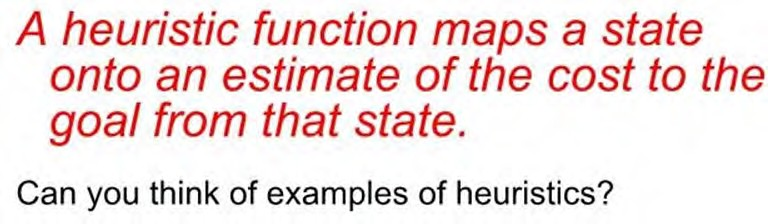 A heuristic function maps a state
onto an estimate of the cost to the
goal from that state.
Can you think of examples of heuristics?